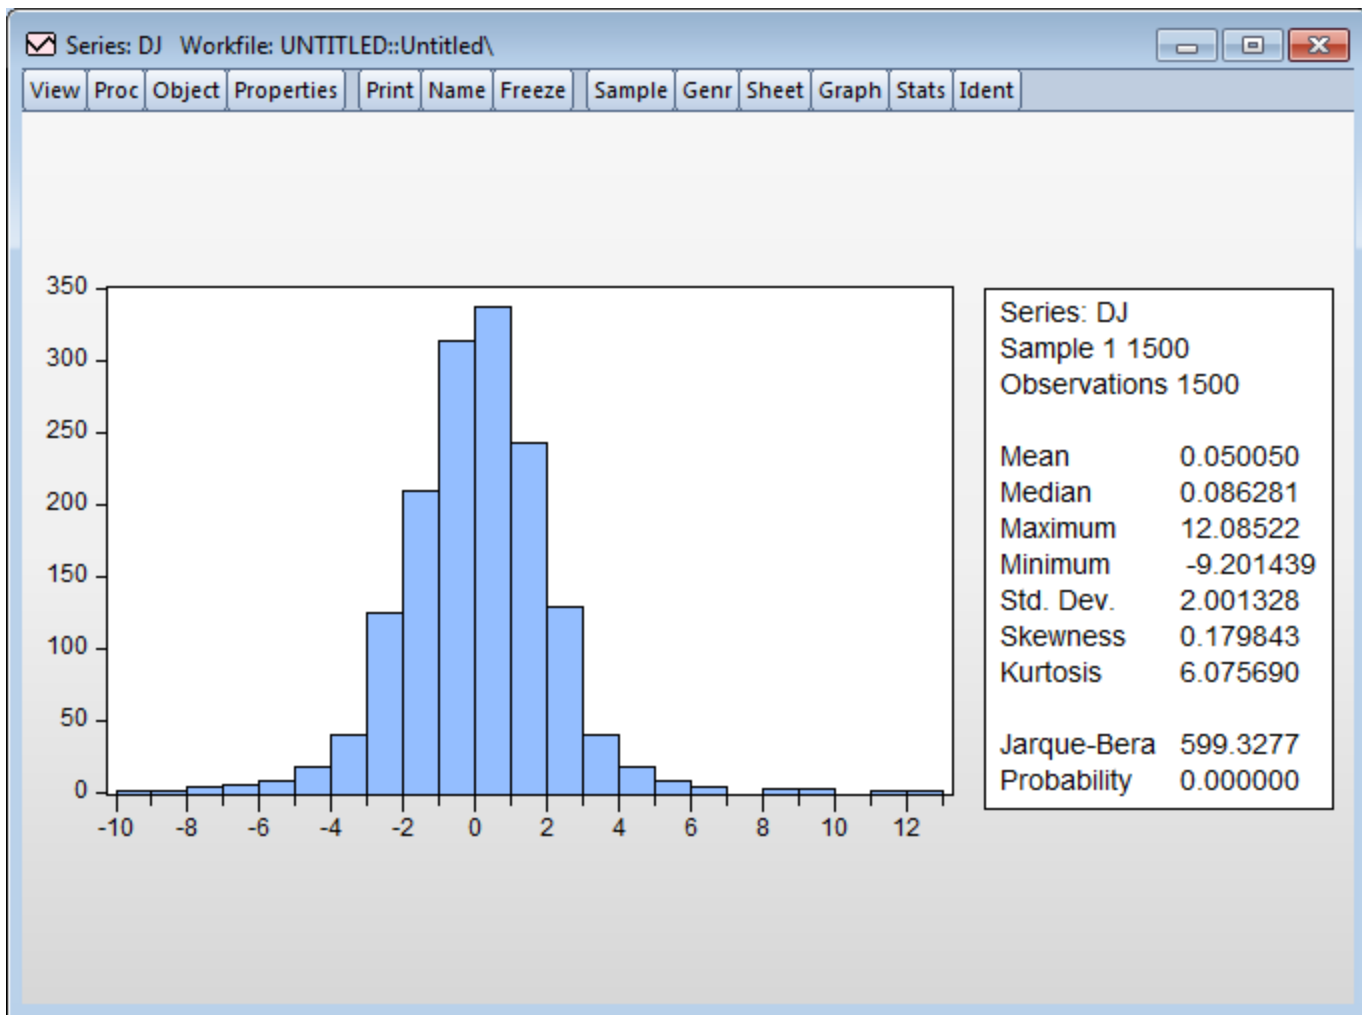 Series: DJ Workfile: UNTITLED::Untitled\
View Proc Object Properties Print Name Freeze Sample Genr Sheet Graph Stats Ident
350
300
250
200
150
100
50
0
-10 -8 -6 -4 -2 0 2 4 6 8 10 12
Series: DJ
Sample 1 1500
Observations 1500
Mean 0.050050
Median 0.086281
Maximum 12.08522
Minimum -9.201439
Std. Dev. 2.001328
Skewness 0.179843
Kurtosis 6.075690
Jarque-Bera 599.3277
Probability 0.000000